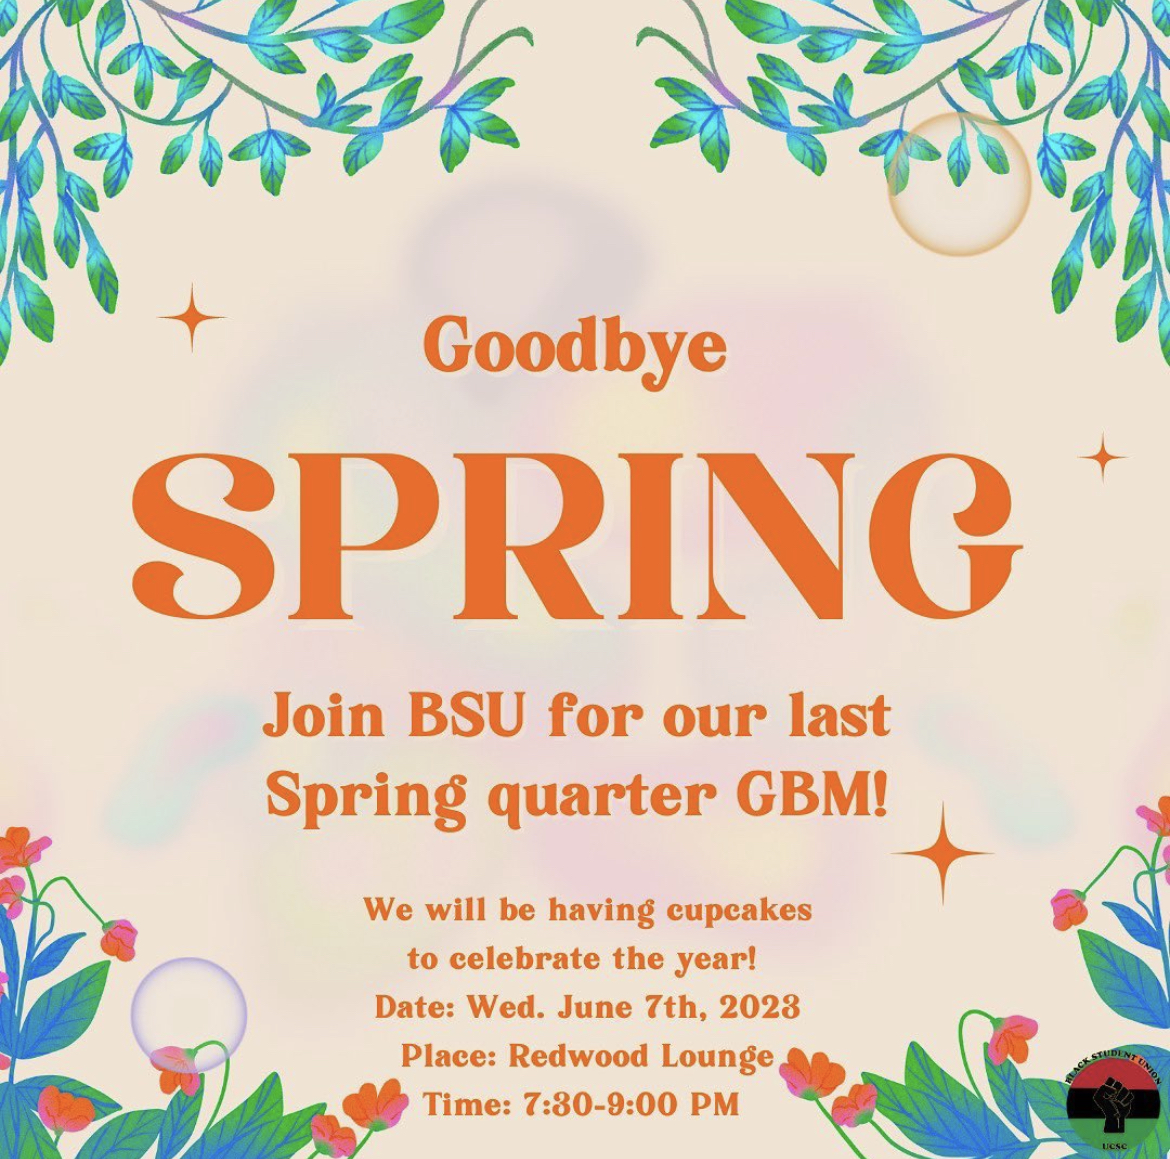 Goodbye
SPRING
Join BSU for our last
Spring quarter GBM!
We will be having cupcakes
to celebrate the year!
Date: Wed. June 7th, 2023
Place: Redwood Lounge
Time: 7:30-9:00 PM
BLACK STUDENT UNION
UCSC